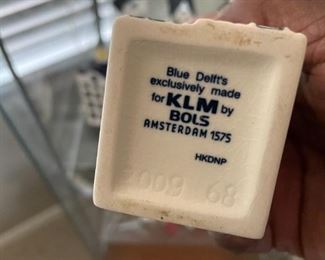 Blue Delft's
exclusively made
for KLM by
BOLS
AMSTERDAM 1575
HKDNP